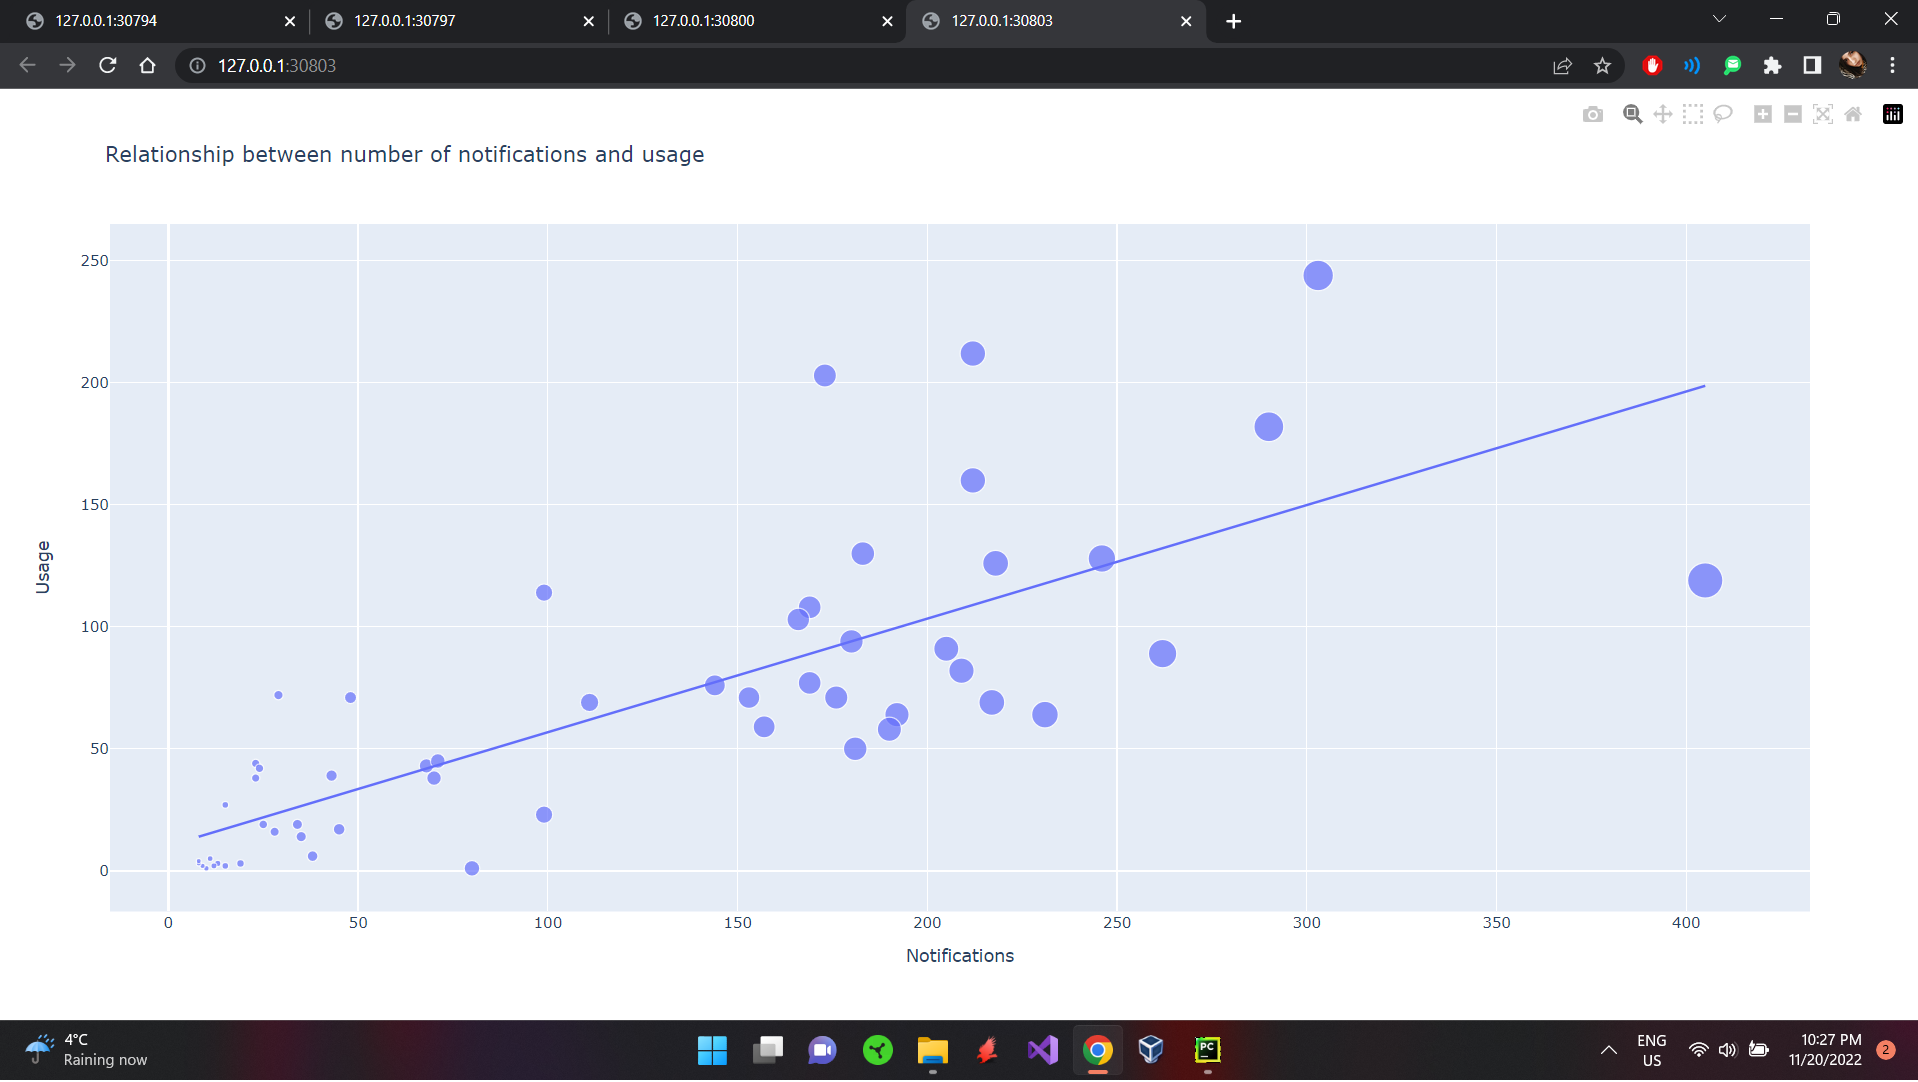 127.0.0.1:30794
127.0.0.1:30797
127.0.0.1:30800
127.0.0.1:30803
127.0.0.1:30803
Relationship between number of notifications and usage
250
200
150
100
50
0
Usage
0 50 100 150 200 250 300 350 400
Notifications
4°C
Raining now
PC
ENG
US
10:27 PM
11/20/2022
2